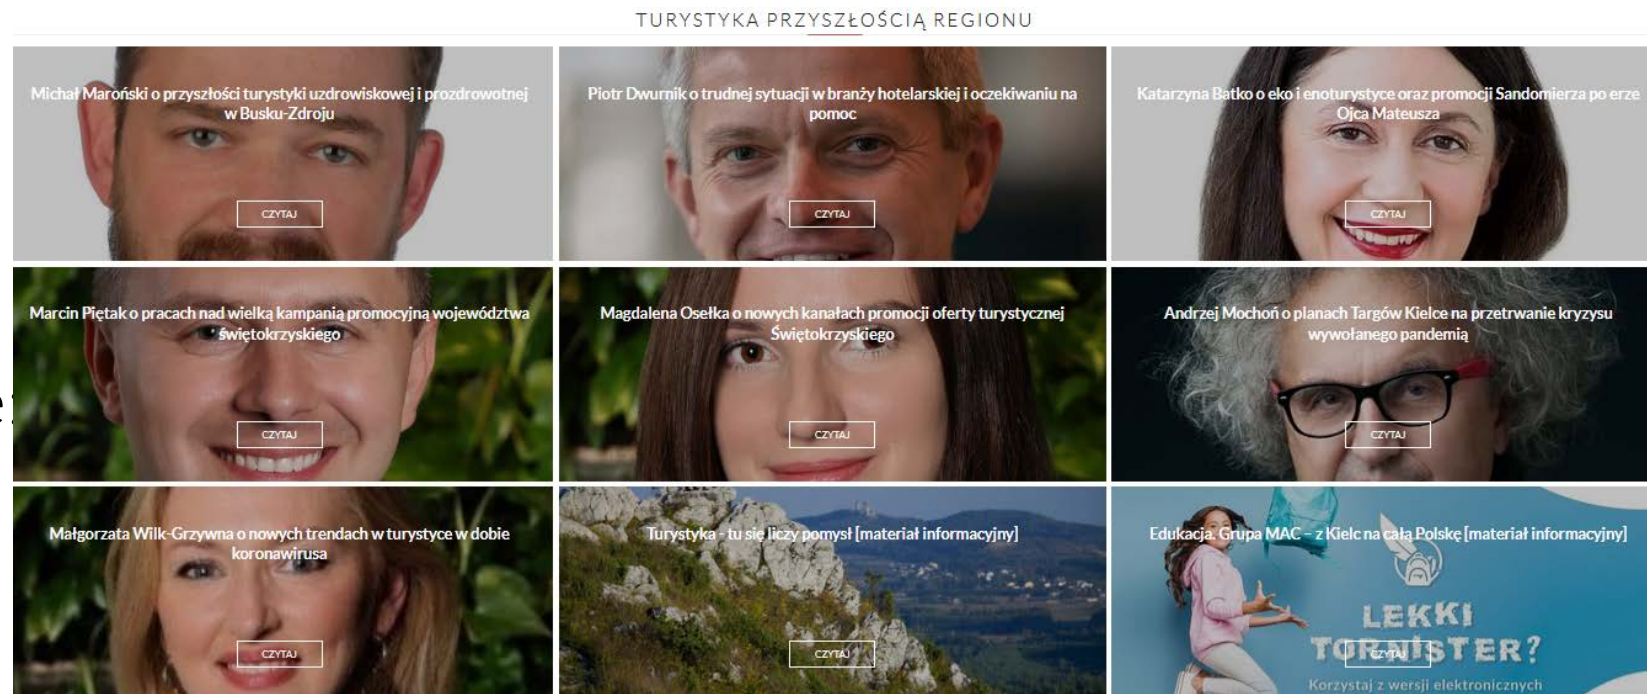 TURYSTYKA PRZYSZŁOŚCIĄ REGIONU
Michał Maroński o przyszłości turystyki uzdrowiskowej i prozdrowotnej
w Busku-Zdroju
CZYTAJ
Piotr Dwurnik o trudnej sytuacji w branży hotelarskiej i oczekiwaniu na
pomoc
CZYTAJ
Katarzyna Batko o eko i enoturystyce oraz promocji Sandomierza po erze
Ojca Mateusza
CZYTAJ
Marcin Piętak o pracach nad wielką kampanią promocyjną województwa
świętokrzyskiego
CZYTAJ
Magdalena Osełka o nowych kanałach promocji oferty turystycznej
Świętokrzyskiego
CZYTAJ
Andrzej Mochoń o planach Targów Kielce na przetrwanie kryzysu
wywołanego pandemią
CZYTAJ
Małgorzata Wilk-Grzywna o nowych trendach w turystyce w dobie
koronawirusa
CZYTAJ
Turystyka - tu się liczy pomysł [materiał informacyjny]
CZYTAJ
Edukacja. Grupa MAC – z Kielc na całą Polskę [materiał informacyjny]
LEKKI
TORNISTER?
CZYTAJ
Korzystaj z wersji elektronicznych